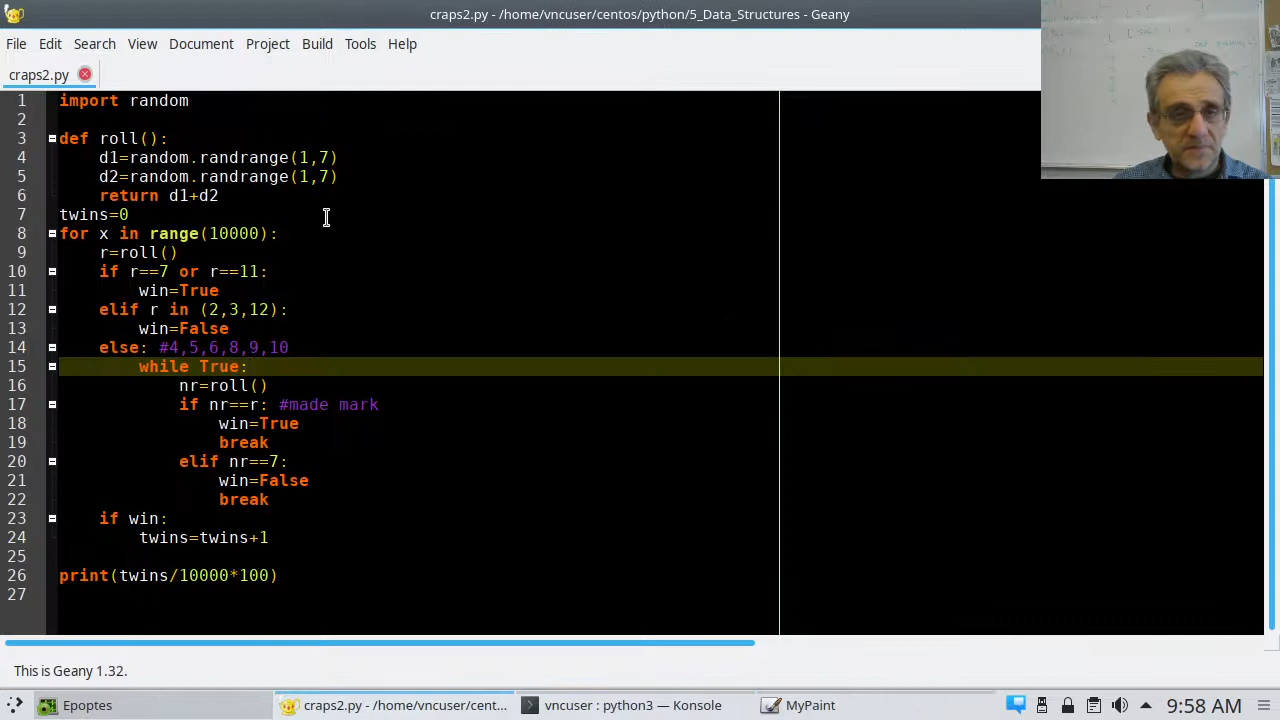 craps2.py - /home/vncuser/centos/python/5_Data_Structures - Geany
File Edit Search View Document Project Build Tools Help
craps2.py
1 import random
2
3 def roll():
4 d1=random.randrange(1,7)
5 d2=random.randrange(1,7)
6 return d1+d2
7 twins=0
8 for x in range(10000):
9 r=roll()
10 if r==7 or r==11:
11 win=True
12 elif r in (2,3,12):
13 win=False
14 else: #4,5,6,8,9,10
15 while True:
16 nr=roll()
17 if nr==r: #made mark
18 win=True
19 break
20 elif nr==7:
21 win=False
22 break
23 if win:
24 twins=twins+1
25
26 print(twins/10000*100)
27
This is Geany 1.32.
Epoptes
craps2.py - /home/vncuser/cent...
vncuser : python3 — Konsole
MyPaint
9:58 AM